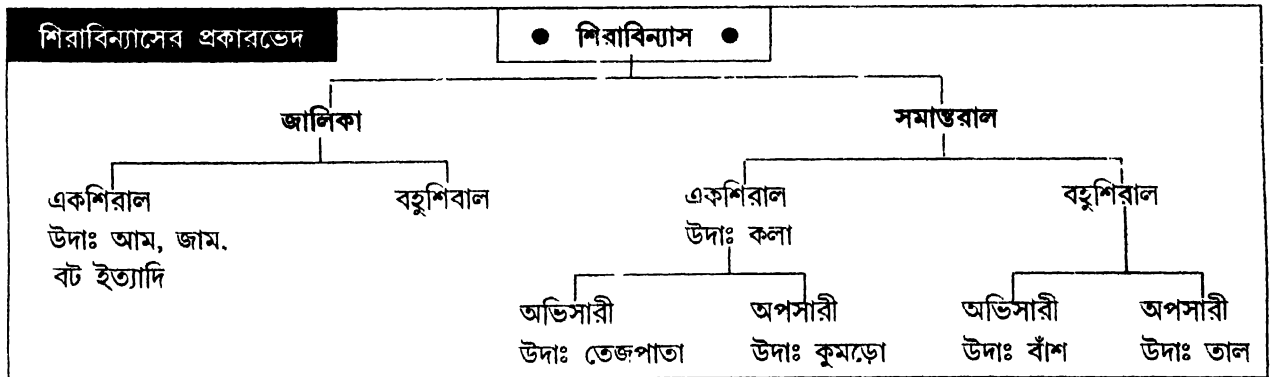 শিরাবিন্যাসের প্রকারভেদ
● শিরাবিন্যাস ●
জালিকা
সমান্তরাল
একশিরাল
উদাঃ আম, জাম.
বট ইত্যাদি
বহুশিবাল
একশিরাল
উদাঃ কলা
বহুশিরাল
অভিসারী
উদাঃ তেজপাতা
অপসারী
উদাঃ কুমড়ো
অভিসারী
উদাঃ বাঁশ
অপসারী
উদাঃ তাল